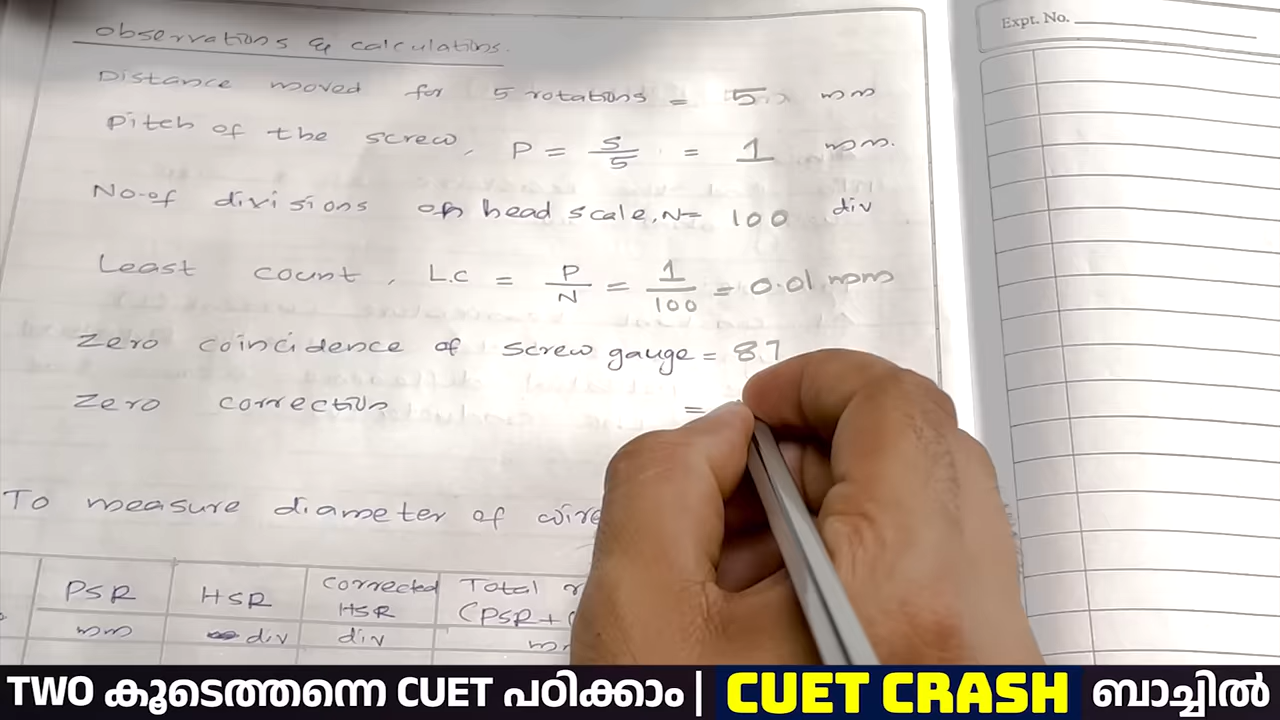 Expt. No.
Observations & calculations.
Distance moved for 5 rotations = 5 mm
Pitch of the screw, P = 5/5 = 1 mm.
No. of divisions on head scale, N = 100 div
Least count, L.C = P/N = 1/100 = 0.01 mm
Zero coincidence of screw gauge = 87
Zero correction =
To measure diameter of wire
PSR HSR corrected Total
HSR (PSR+
mm div div
TWO കൂടെത്തന്നെ CUET പഠിക്കാം | CUET CRASH ബാച്ചിൽ